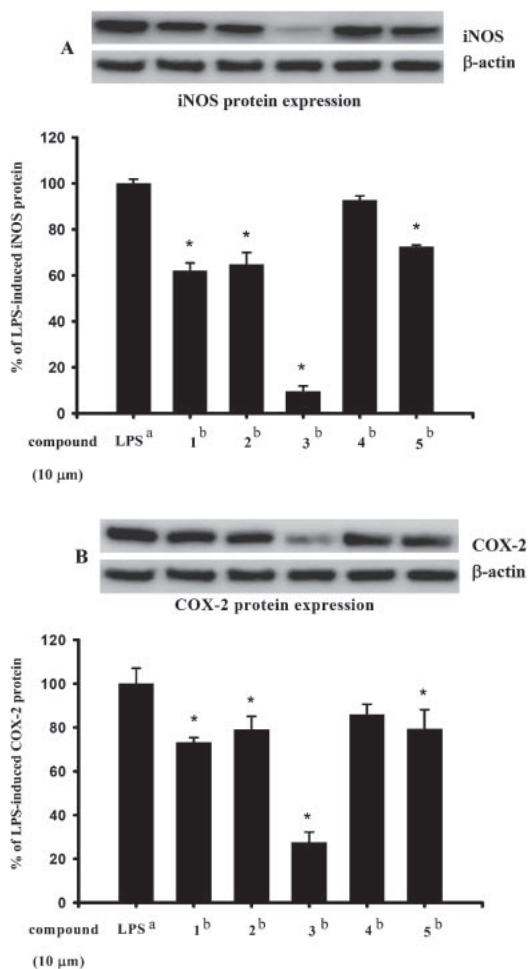 A
iNOS
β-actin
iNOS protein expression
% of LPS-induced iNOS protein
120
100
80
60
40
20
0
* * * *
compound LPS a 1 b 2 b 3 b 4 b 5 b
(10 μm)
B
COX-2
β-actin
COX-2 protein expression
% of LPS-induced COX-2 protein
120
100
80
60
40
20
0
* * * *
compound LPS a 1 b 2 b 3 b 4 b 5 b
(10 μm)